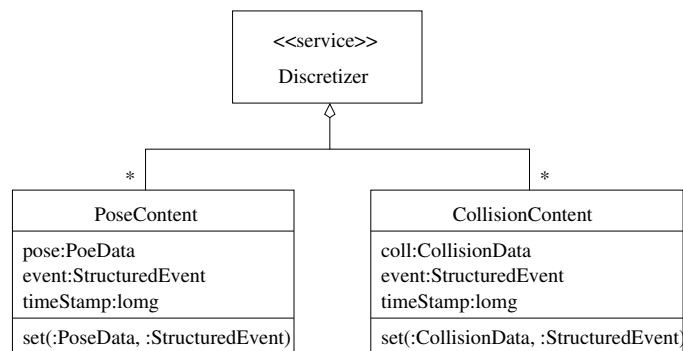 <<service>>
Discretizer
*
*
PoseContent
pose:PoeData
event:StructuredEvent
timeStamp:lomg
set(:PoseData, :StructuredEvent)
CollisionContent
coll:CollisionData
event:StructuredEvent
timeStamp:lomg
set(:CollisionData, :StructuredEvent)